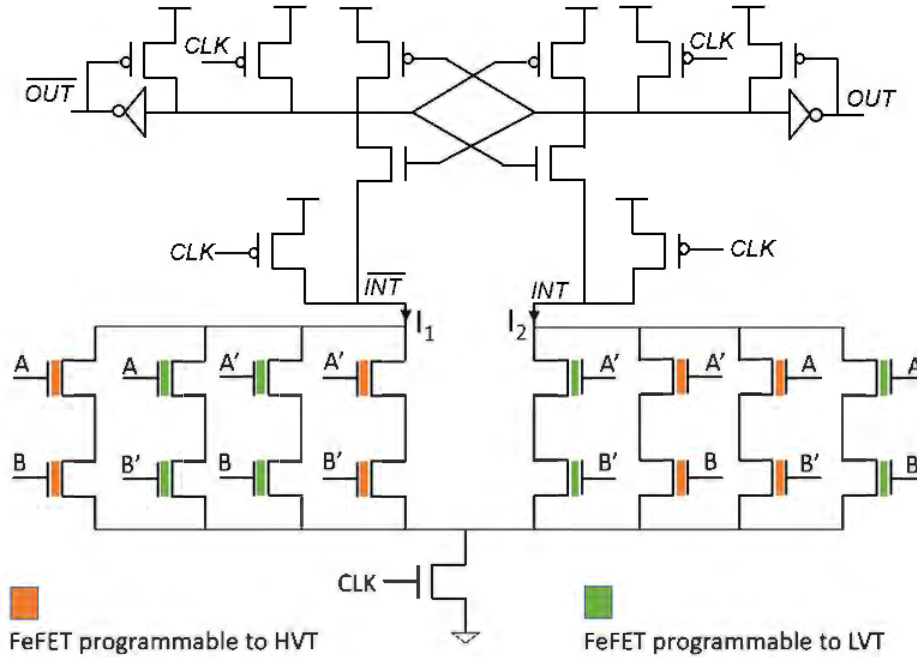 CLK
CLK
OUT
OUT
CLK
CLK
INT
INT
I1
I2
A
A
A'
A'
A'
A'
A
A
B
B'
B
B'
B'
B
B'
B
CLK
FeFET programmable to HVT
FeFET programmable to LVT